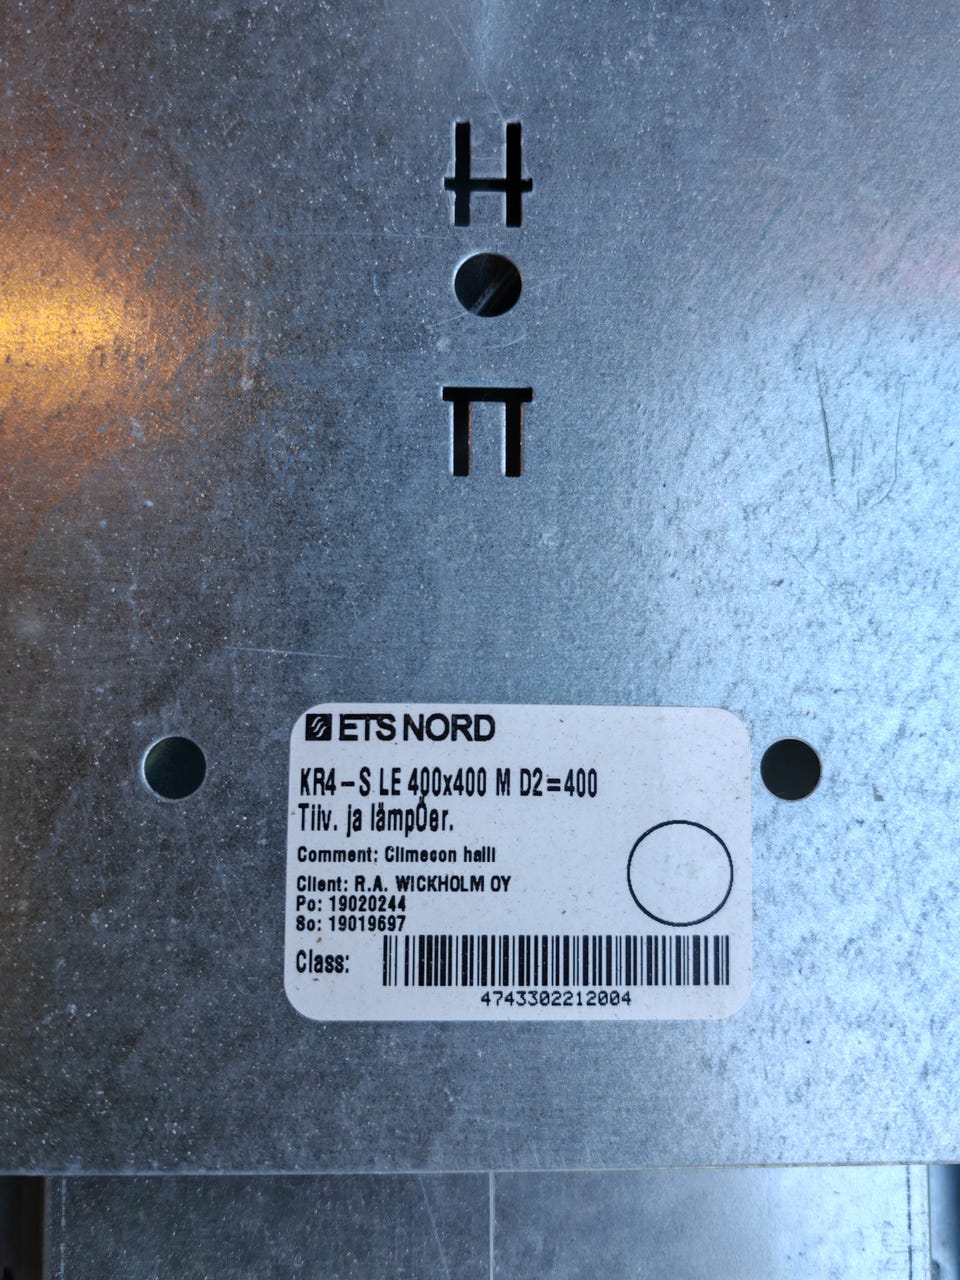 ETS NORD
KR4-S LE 400x400 M D2=400
Tiiv. ja lämpÖer.
Comment: Climecon halli
Client: R.A. WICKHOLM OY
Po: 19020244
So: 19019697
Class:
4743302212004